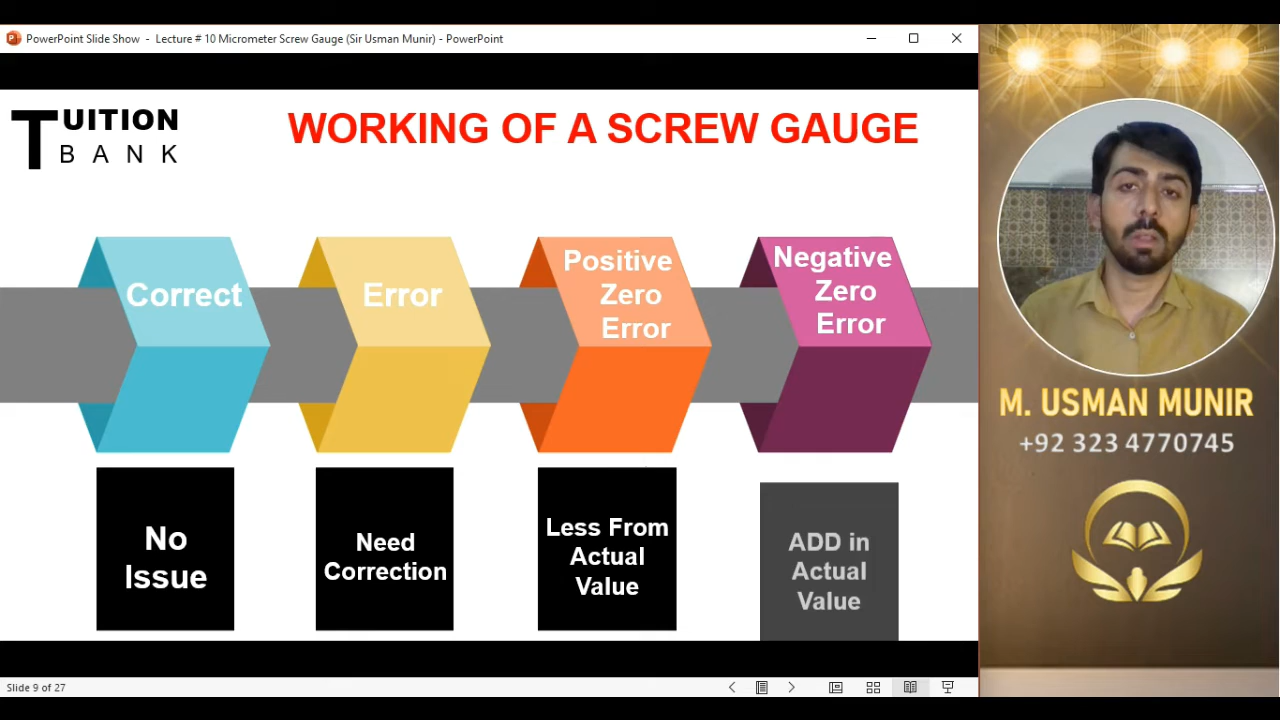 PowerPoint Slide Show - Lecture # 10 Micrometer Screw Gauge (Sir Usman Munir) - PowerPoint
TUITION
BANK
WORKING OF A SCREW GAUGE
Correct
Error
Positive
Zero
Error
Negative
Zero
Error
No
Issue
Need
Correction
Less From
Actual
Value
ADD in
Actual
Value
M. USMAN MUNIR
+92 323 4770745
Slide 9 of 27